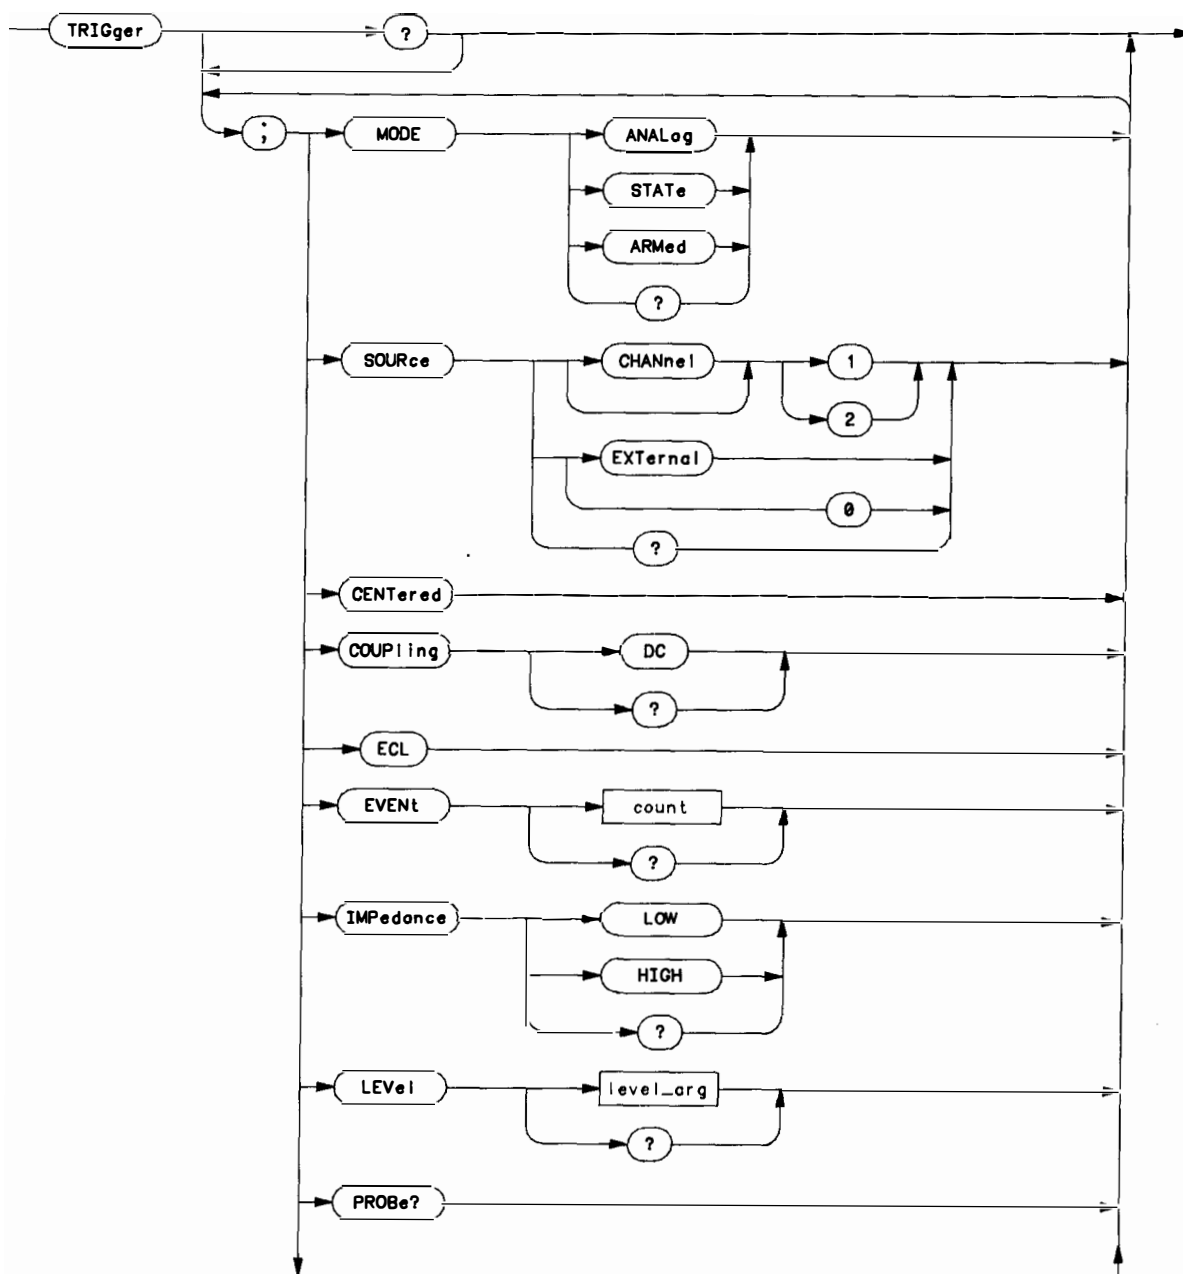 TRIGger ?
; MODE ANALog
STATe
ARMed
?
SOURce CHANnel 1
2
EXTernal
0
?
CENTered
COUPling DC
?
ECL
EVENt count
?
IMPedance LOW
HIGH
?
LEVel level_arg
?
PROBe?